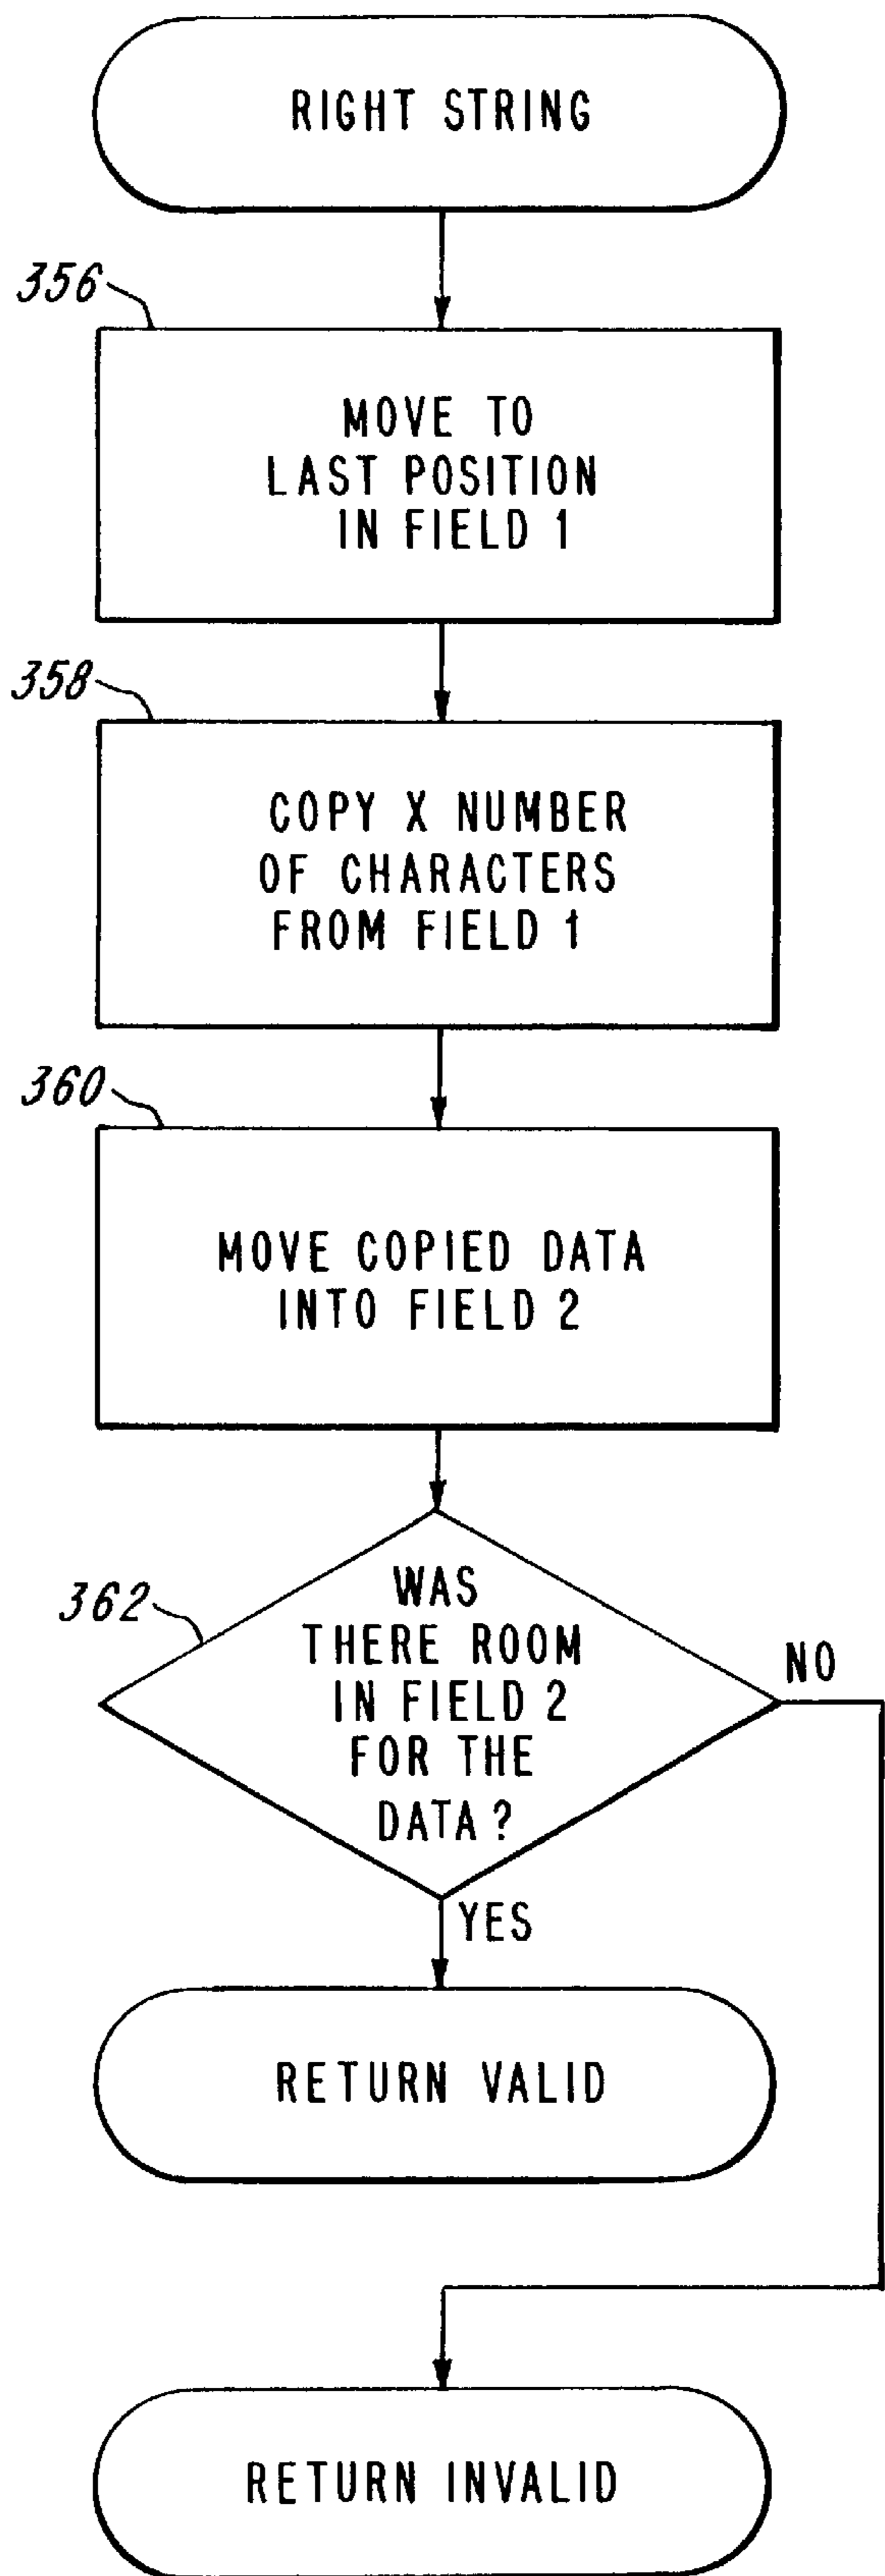 RIGHT STRING
356
MOVE TO
LAST POSITION
IN FIELD 1
358
COPY X NUMBER
OF CHARACTERS
FROM FIELD 1
360
MOVE COPIED DATA
INTO FIELD 2
362
WAS
THERE ROOM
IN FIELD 2
FOR THE
DATA?
NO
YES
RETURN VALID
RETURN INVALID